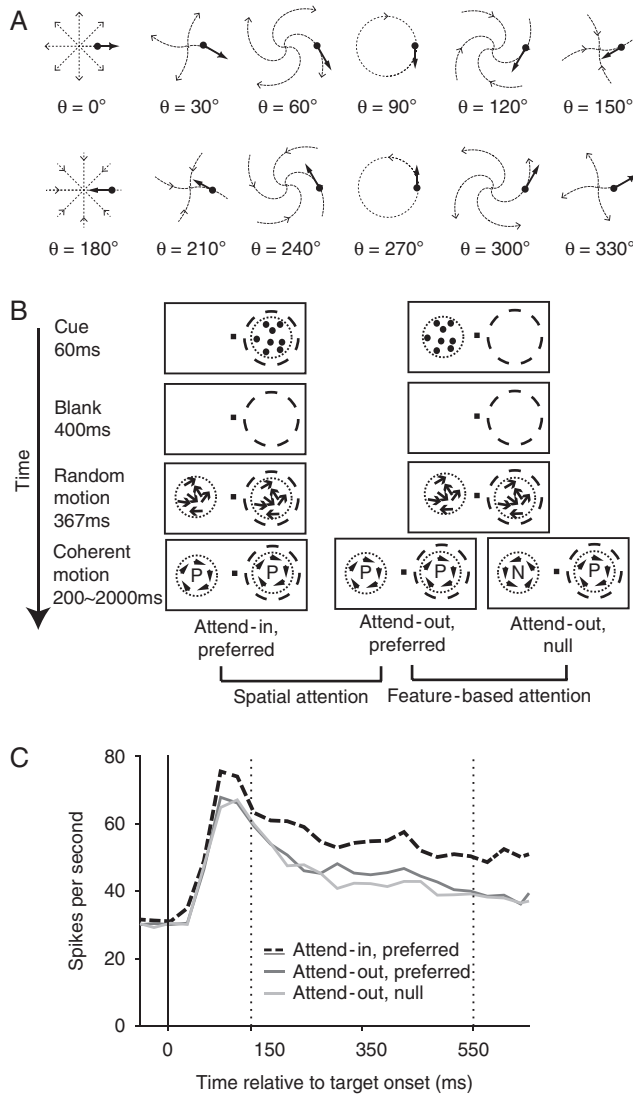 A
θ = 0° θ = 30° θ = 60° θ = 90° θ = 120° θ = 150°
θ = 180° θ = 210° θ = 240° θ = 270° θ = 300° θ = 330°
B
Time
Cue
60ms
Blank
400ms
Random
motion
367ms
Coherent
motion
200~2000ms
P P P P N P
Attend-in,
preferred
Attend-out,
preferred
Attend-out,
null
Spatial attention
Feature-based attention
C
Spikes per second
80
60
40
20
0
Attend-in, preferred
Attend-out, preferred
Attend-out, null
0 150 350 550
Time relative to target onset (ms)